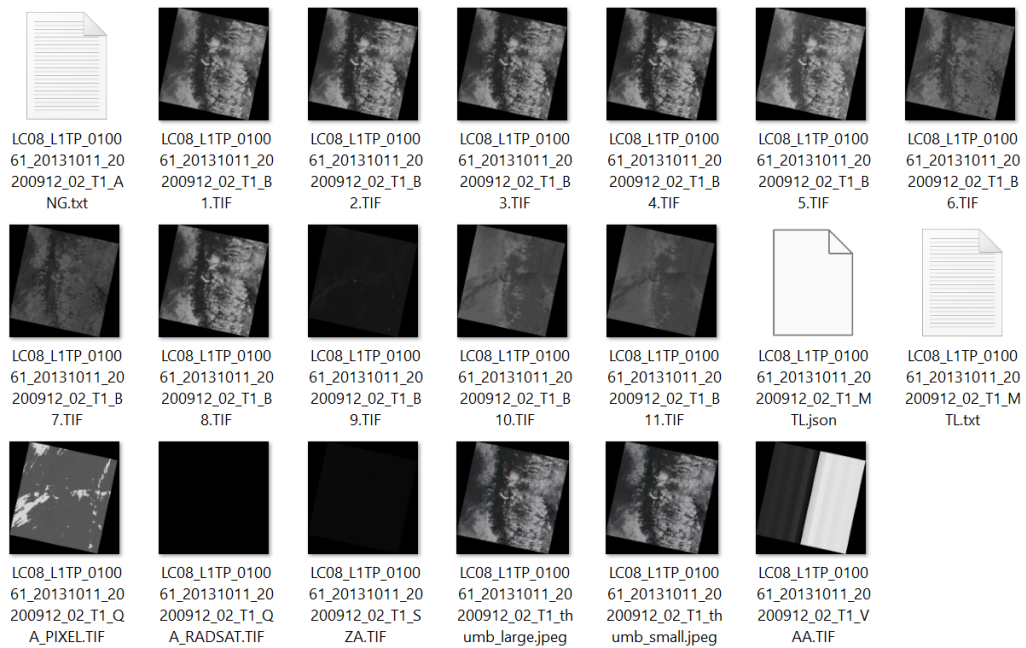 LC08_L1TP_0100
61_20131011_20
200912_02_T1_A
NG.txt
LC08_L1TP_0100
61_20131011_20
200912_02_T1_B
1.TIF
LC08_L1TP_0100
61_20131011_20
200912_02_T1_B
2.TIF
LC08_L1TP_0100
61_20131011_20
200912_02_T1_B
3.TIF
LC08_L1TP_0100
61_20131011_20
200912_02_T1_B
4.TIF
LC08_L1TP_0100
61_20131011_20
200912_02_T1_B
5.TIF
LC08_L1TP_0100
61_20131011_20
200912_02_T1_B
6.TIF
LC08_L1TP_0100
61_20131011_20
200912_02_T1_B
7.TIF
LC08_L1TP_0100
61_20131011_20
200912_02_T1_B
8.TIF
LC08_L1TP_0100
61_20131011_20
200912_02_T1_B
9.TIF
LC08_L1TP_0100
61_20131011_20
200912_02_T1_B
10.TIF
LC08_L1TP_0100
61_20131011_20
200912_02_T1_B
11.TIF
LC08_L1TP_0100
61_20131011_20
200912_02_T1_M
TL.json
LC08_L1TP_0100
61_20131011_20
200912_02_T1_M
TL.txt
LC08_L1TP_0100
61_20131011_20
200912_02_T1_Q
A_PIXEL.TIF
LC08_L1TP_0100
61_20131011_20
200912_02_T1_Q
A_RADSAT.TIF
LC08_L1TP_0100
61_20131011_20
200912_02_T1_S
ZA.TIF
LC08_L1TP_0100
61_20131011_20
200912_02_T1_th
umb_large.jpeg
LC08_L1TP_0100
61_20131011_20
200912_02_T1_th
umb_small.jpeg
LC08_L1TP_0100
61_20131011_20
200912_02_T1_V
AA.TIF